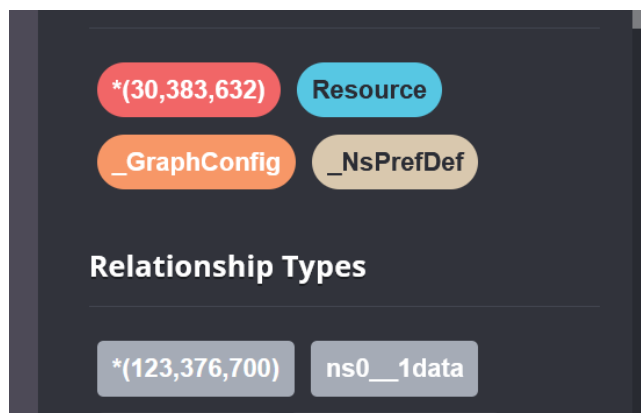 *(30,383,632) Resource
_GraphConfig _NsPrefDef
Relationship Types
*(123,376,700) ns0__1data